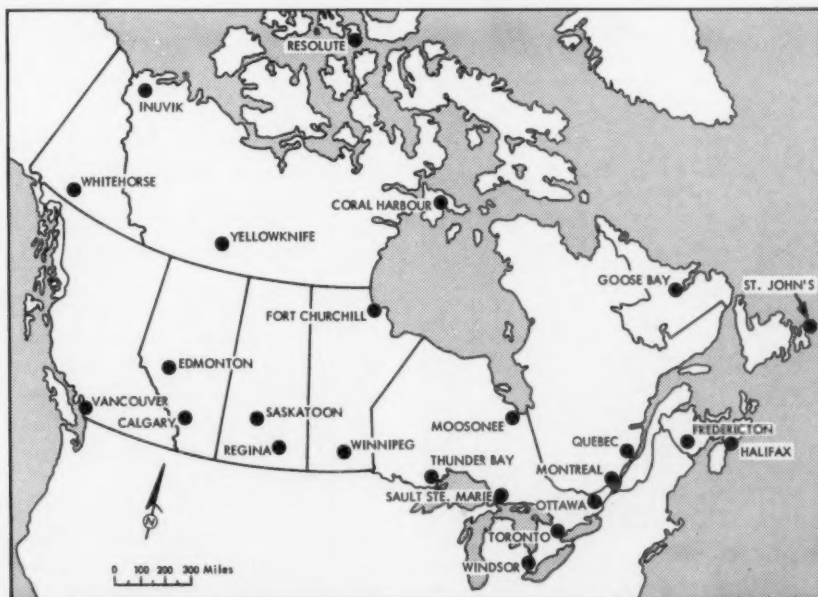 RESOLUTE
INUVIK
WHITEHORSE
CORAL HARBOUR
YELLOWKNIFE
GOOSE BAY
ST. JOHN'S
FORT CHURCHILL
EDMONTON
VANCOUVER
CALGARY
SASKATOON
MOOSONEE
FREDERICTON
REGINA
WINNIPEG
QUEBEC
HALIFAX
THUNDER BAY
MONTREAL
SAULT STE. MARIE
OTTAWA
N
TORONTO
WINDSOR
0 100 200 300 Miles